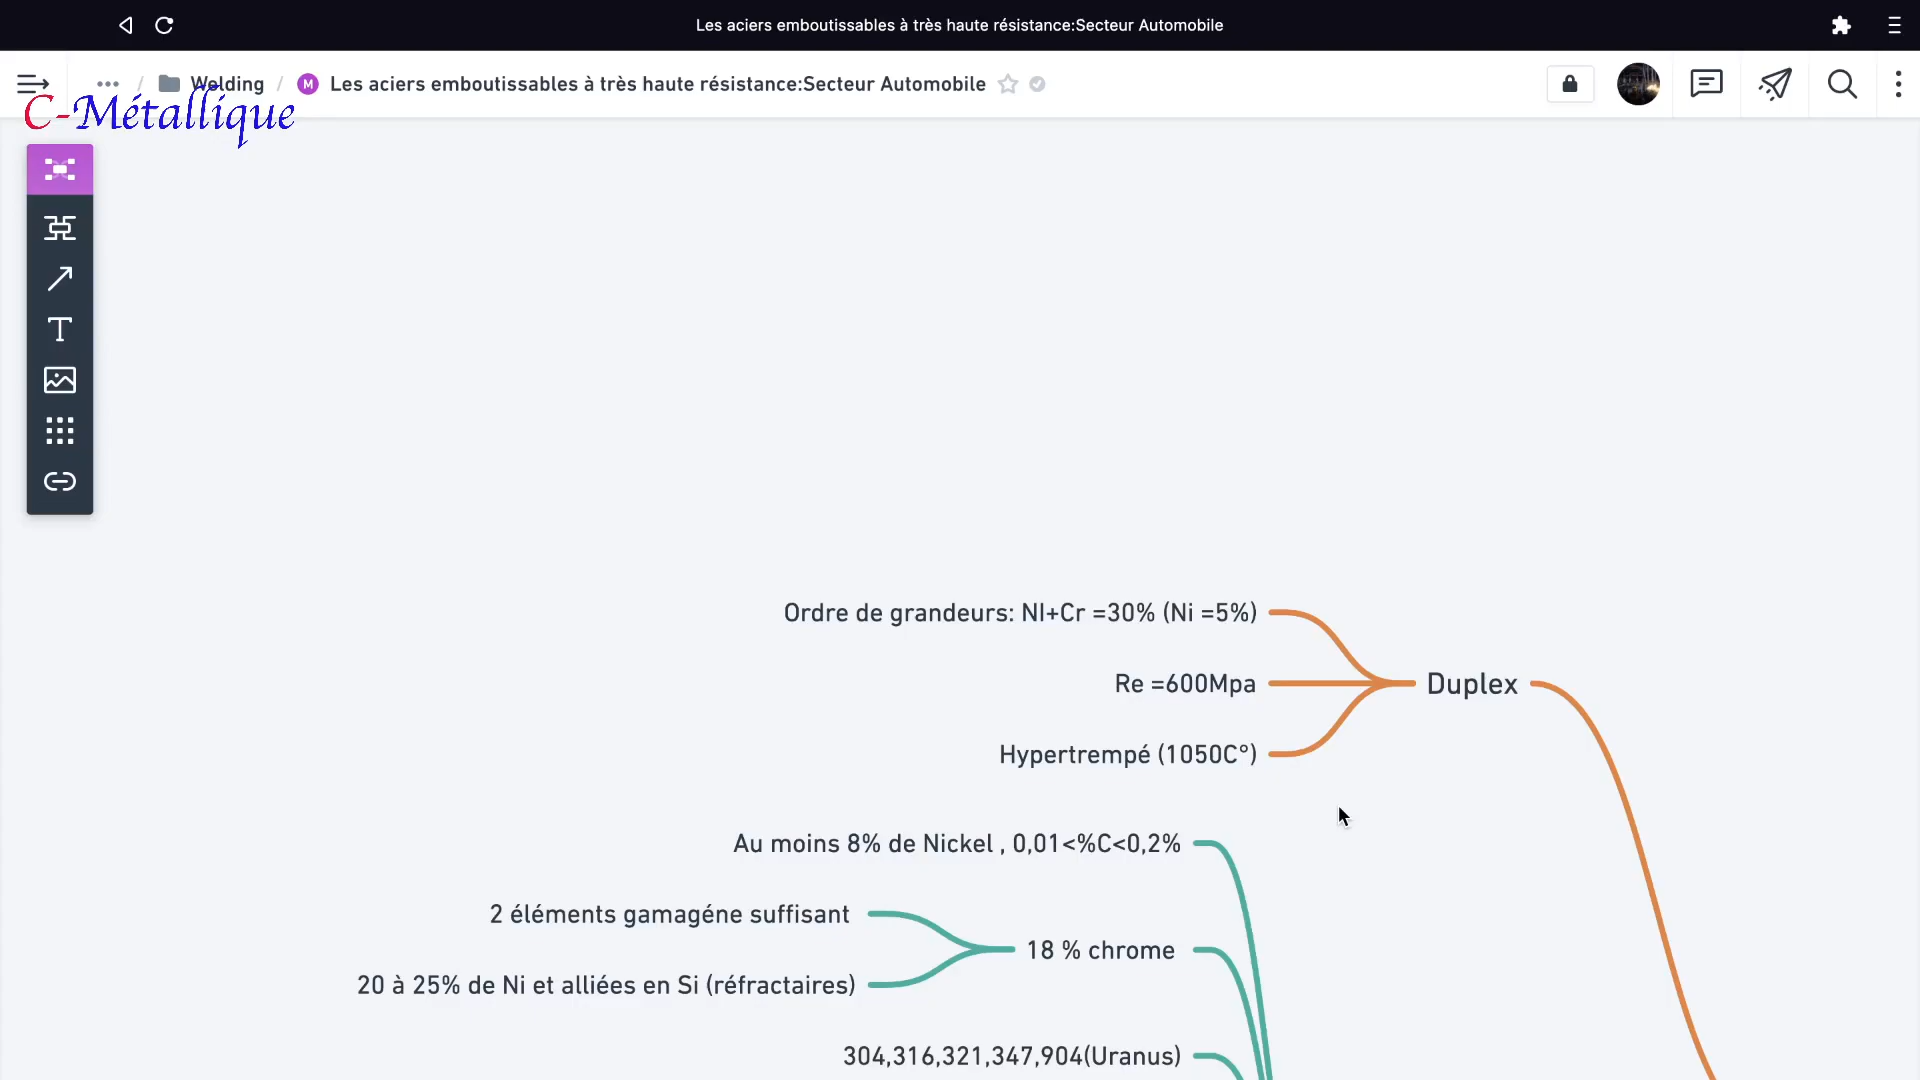 Les aciers emboutissables à très haute résistance:Secteur Automobile
... / Welding / M Les aciers emboutissables à très haute résistance:Secteur Automobile
C-Métallique
T
Ordre de grandeurs: NI+Cr =30% (Ni =5%)
Re =600Mpa
Duplex
Hypertrempé (1050C°)
Au moins 8% de Nickel , 0,01<%C<0,2%
2 éléments gamagéne suffisant
18 % chrome
20 à 25% de Ni et alliées en Si (réfractaires)
304,316,321,347,904(Uranus)